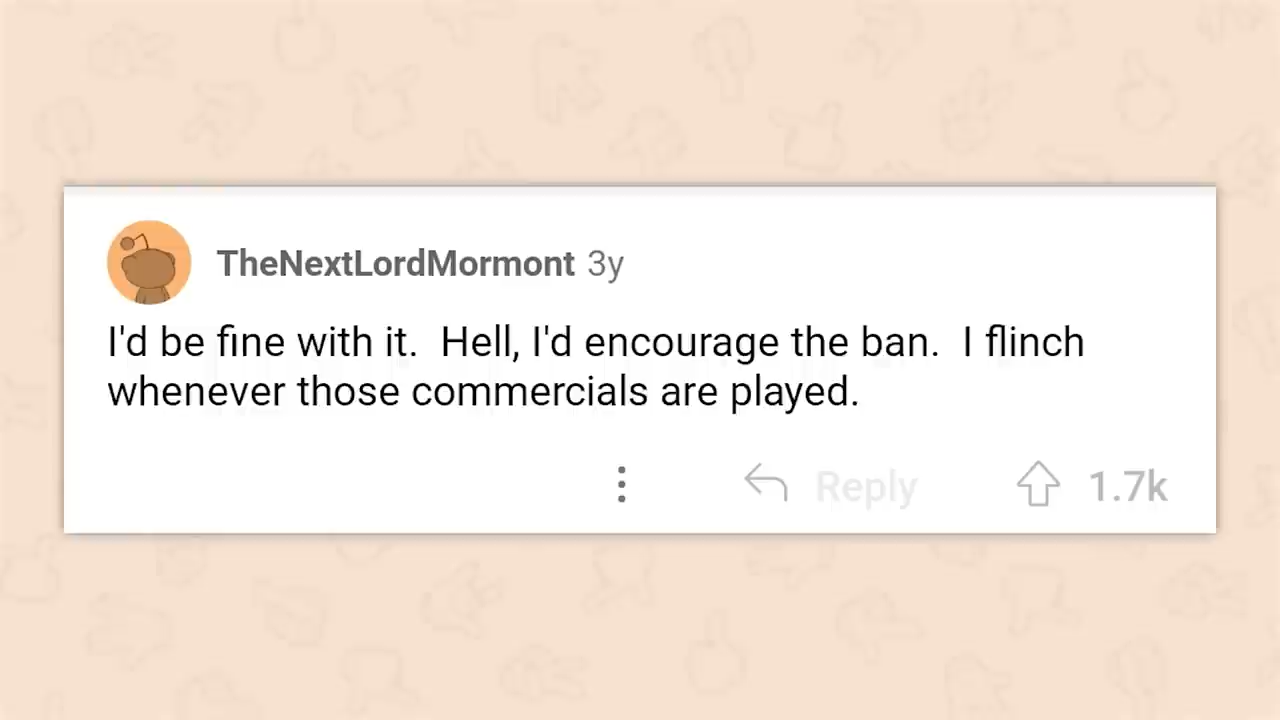 TheNextLordMormont 3y
I'd be fine with it.  Hell, I'd encourage the ban.  I flinch
whenever those commercials are played.
Reply 1.7k